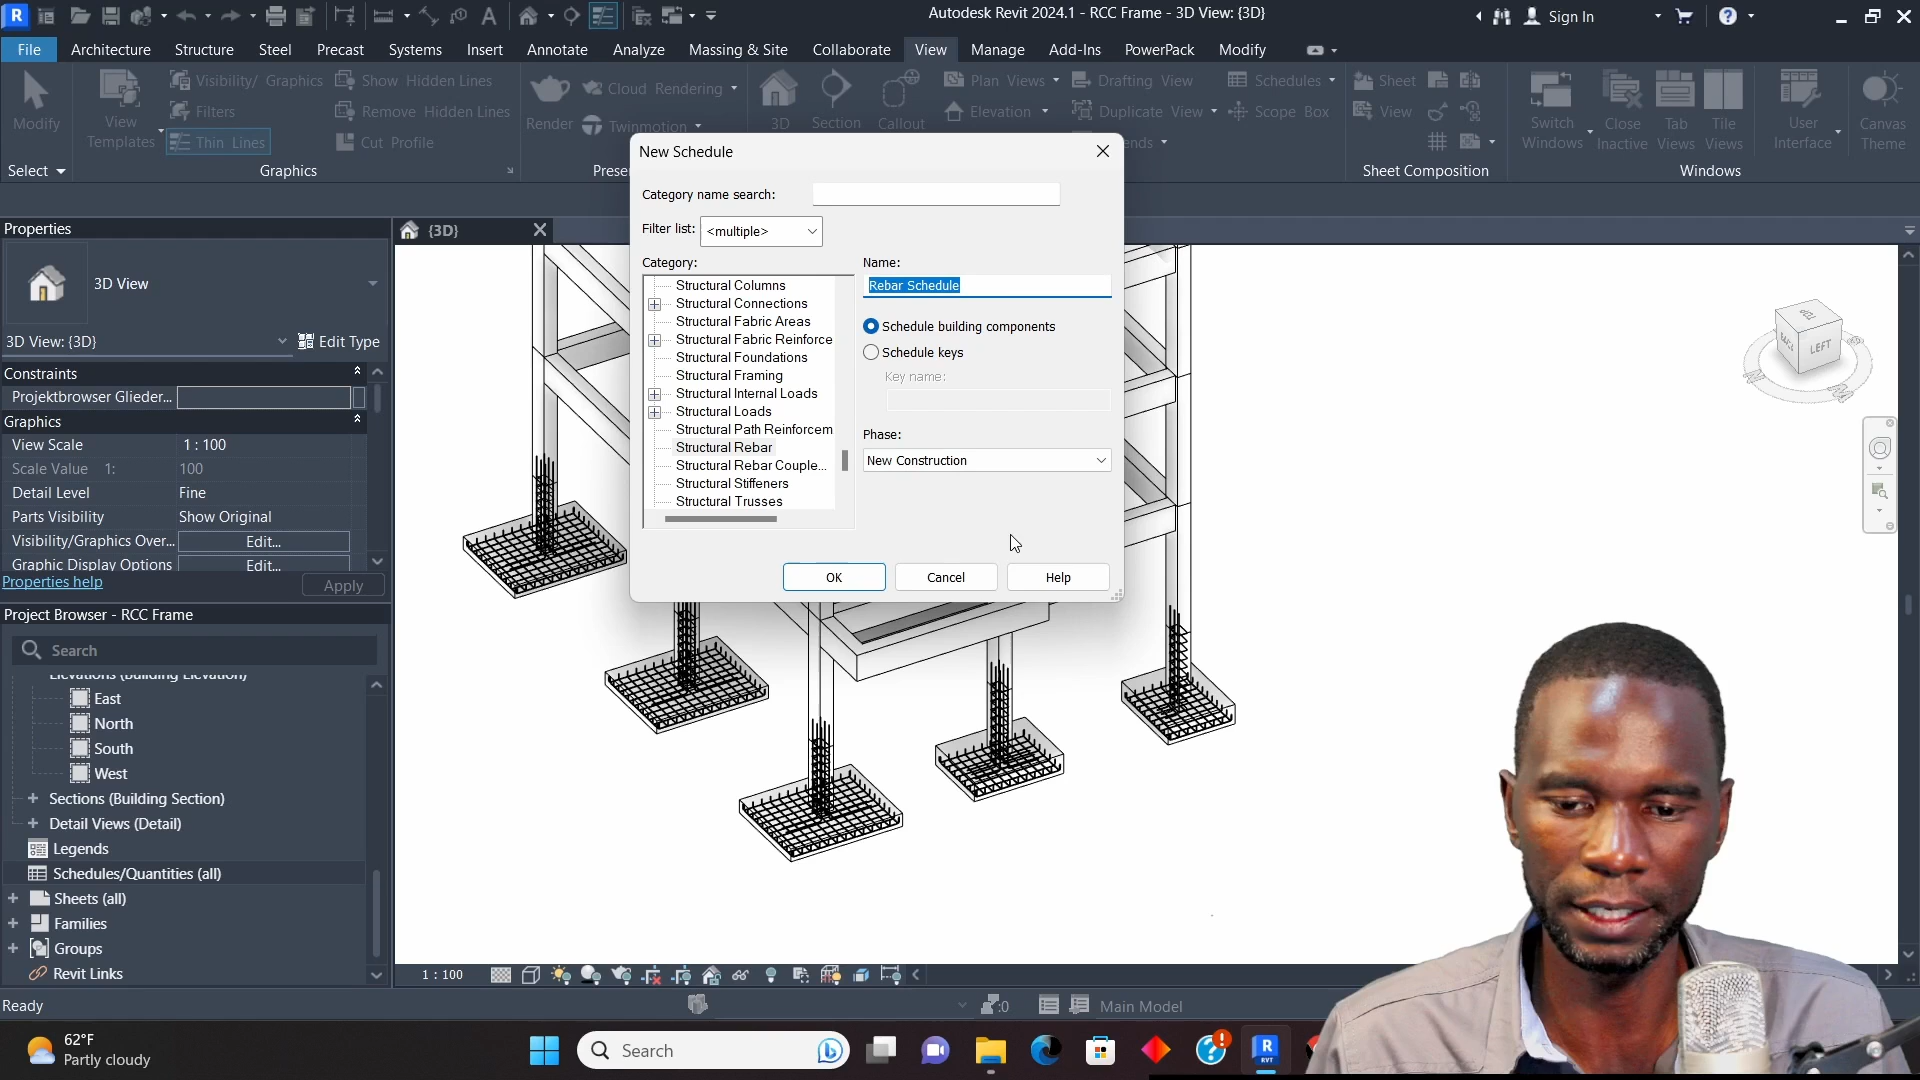 Autodesk Revit 2024.1 - RCC Frame - 3D View: {3D}
Sign In
File Architecture Structure Steel Precast Systems Insert Annotate Analyze Massing & Site Collaborate View Manage Add-Ins PowerPack Modify
Modify
View
Templates
Visibility/ Graphics
Filters
Thin Lines
Show Hidden Lines
Remove Hidden Lines
Cut Profile
Render
Cloud Rendering
Twinmotion
3D
Section
Callout
Plan Views
Elevation
Drafting View
Duplicate View
Schedules
Scope Box
Sheet
View
Switch
Windows
Close
Inactive
Tab
Views
Tile
Views
User
Interface
Canvas
Theme
Select
Graphics
Sheet Composition
Windows
Properties
3D View
3D View: {3D}
Edit Type
Constraints
Projektbrowser Glieder...
Graphics
View Scale 1 : 100
Scale Value 1: 100
Detail Level Fine
Parts Visibility Show Original
Visibility/Graphics Over... Edit...
Graphic Display Options Edit...
Properties help
Apply
Project Browser - RCC Frame
Search
Elevations (Building Elevation)
East
North
South
West
Sections (Building Section)
Detail Views (Detail)
Legends
Schedules/Quantities (all)
Sheets (all)
Families
Groups
Revit Links
{3D}
New Schedule
Category name search:
Filter list: <multiple>
Category:
Structural Columns
Structural Connections
Structural Fabric Areas
Structural Fabric Reinforce
Structural Foundations
Structural Framing
Structural Internal Loads
Structural Loads
Structural Path Reinforcem
Structural Rebar
Structural Rebar Couple...
Structural Stiffeners
Structural Trusses
Name:
Rebar Schedule
Schedule building components
Schedule keys
Key name:
Phase:
New Construction
OK
Cancel
Help
LEFT
1 : 100
Ready
:0
Main Model
62°F
Partly cloudy
Search
R
RVT